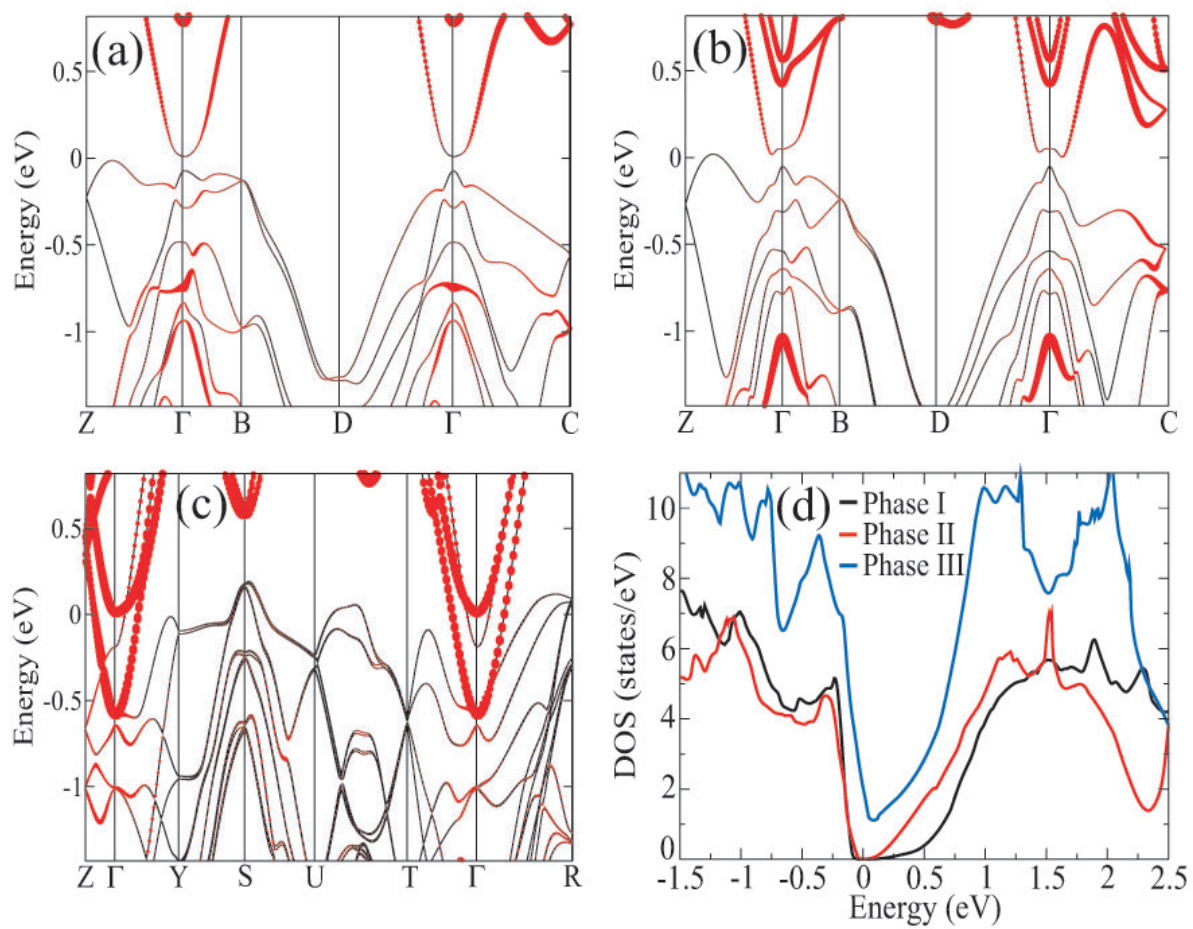 (a)
Energy (eV)
0.5
0
-0.5
-1
Z Γ B D Γ C
(b)
Energy (eV)
0.5
0
-0.5
-1
Z Γ B D Γ C
(c)
Energy (eV)
0.5
0
-0.5
-1
Z Γ Y S U T Γ R
(d)
Phase I
Phase II
Phase III
DOS (states/eV)
10
8
6
4
2
0
-1.5 -1 -0.5 0 0.5 1 1.5 2 2.5
Energy (eV)